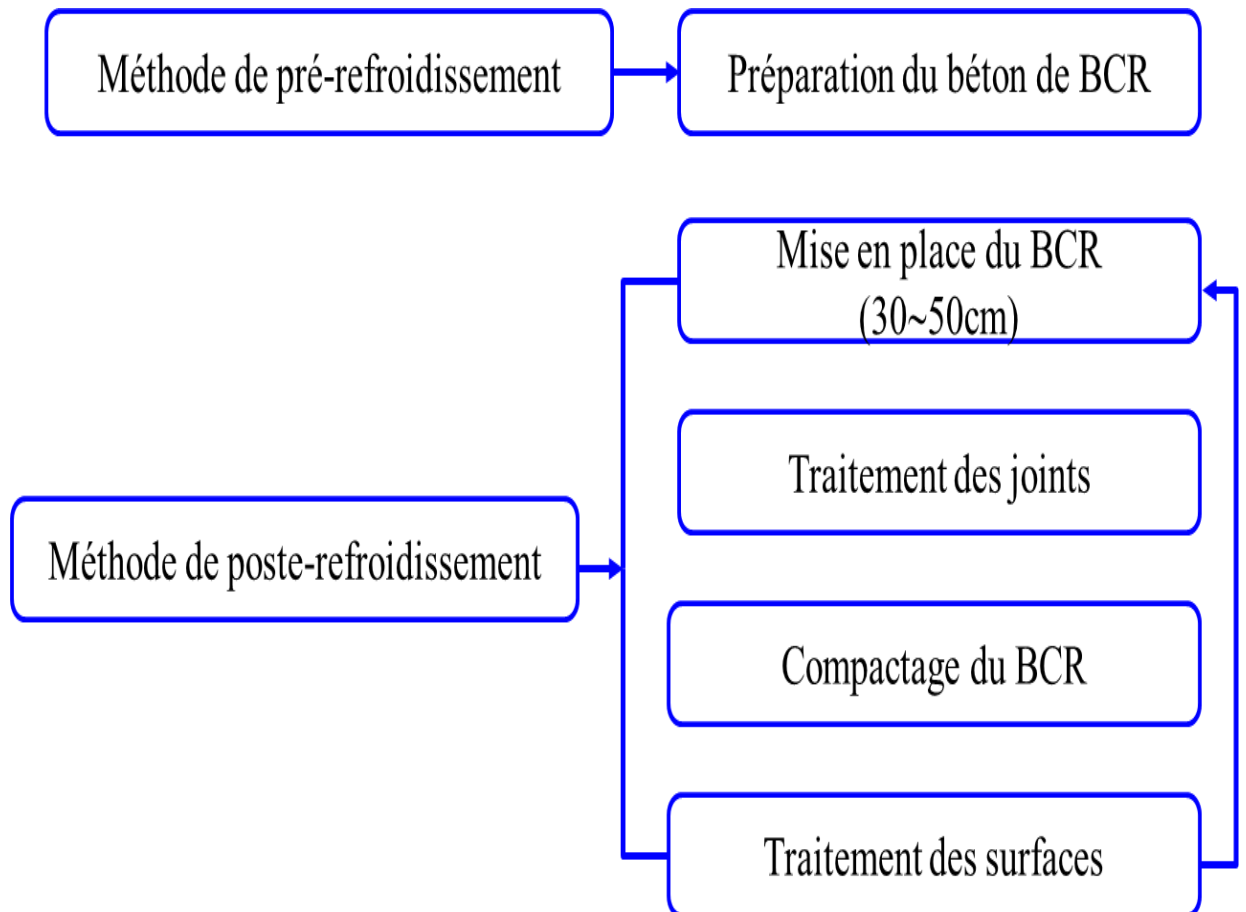 Méthode de pré-refroidissement
Préparation du béton de BCR
Mise en place du BCR
(30~50cm)
Traitement des joints
Méthode de poste-refroidissement
Compactage du BCR
Traitement des surfaces